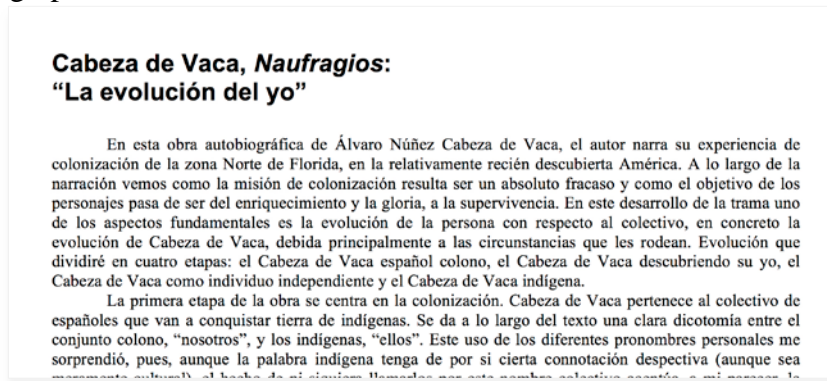 Cabeza de Vaca, Naufragios:
“La evolución del yo”
En esta obra autobiográfica de Álvaro Núñez Cabeza de Vaca, el autor narra su experiencia de
colonización de la zona Norte de Florida, en la relativamente recién descubierta América. A lo largo de la
narración vemos como la misión de colonización resulta ser un absoluto fracaso y como el objetivo de los
personajes pasa de ser del enriquecimiento y la gloria, a la supervivencia. En este desarrollo de la trama uno
de los aspectos fundamentales es la evolución de la persona con respecto al colectivo, en concreto la
evolución de Cabeza de Vaca, debida principalmente a las circunstancias que les rodean. Evolución que
dividiré en cuatro etapas: el Cabeza de Vaca español colono, el Cabeza de Vaca descubriendo su yo, el
Cabeza de Vaca como individuo independiente y el Cabeza de Vaca indígena.
La primera etapa de la obra se centra en la colonización. Cabeza de Vaca pertenece al colectivo de
españoles que van a conquistar tierra de indígenas. Se da a lo largo del texto una clara dicotomía entre el
conjunto colono, “nosotros”, y los indígenas, “ellos”. Este uso de los diferentes pronombres personales me
sorprendió, pues, aunque la palabra indígena tenga de por si cierta connotación despectiva (aunque sea